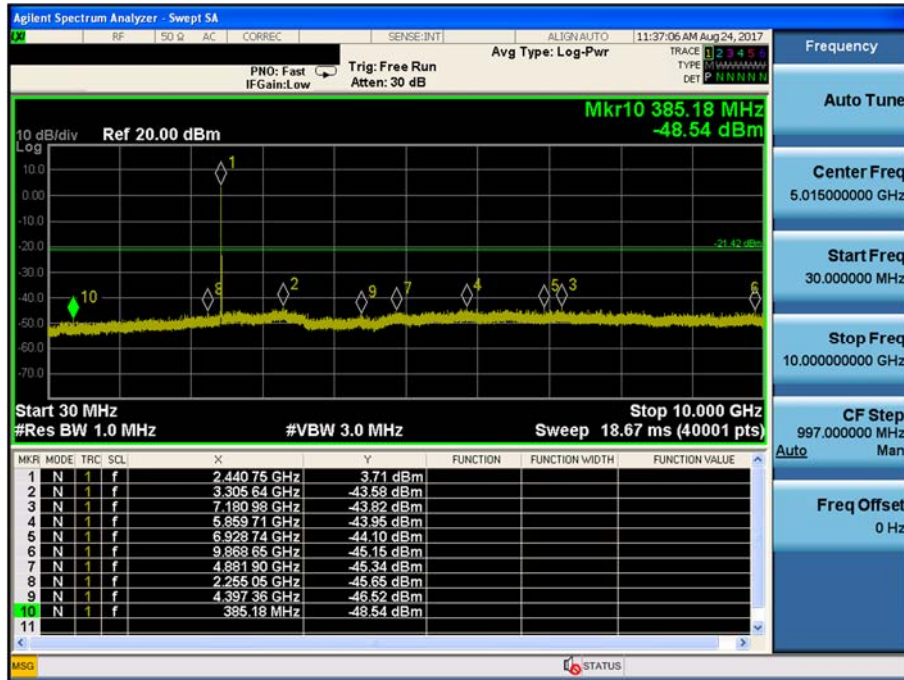 Agilent Spectrum Analyzer - Swept SA
RF 50 Ω AC CORREC SENSE:INT ALIGN AUTO 11:37:06 AM Aug 24, 2017
Frequency
PNO: Fast Trig: Free Run Avg Type: Log-Pwr TRACE 1 2 3 4 5 6
IFGain:Low Atten: 30 dB TYPE M WWWWW
DET P N N N N N
Auto Tune
Mkr10 385.18 MHz
-48.54 dBm
10 dB/div Ref 20.00 dBm
Log
10.0
0.00
-10.0
-20.0
-30.0
-40.0
-50.0
-60.0
-70.0
-21.42 dBm
1
10
8
2
9
7
4
5
3
6
Center Freq
5.015000000 GHz
Start Freq
30.000000 MHz
Stop Freq
10.000000000 GHz
CF Step
997.000000 MHz
Auto Man
Freq Offset
0 Hz
Start 30 MHz Stop 10.000 GHz
#Res BW 1.0 MHz #VBW 3.0 MHz Sweep 18.67 ms (40001 pts)
MKR MODE TRC SCL X Y FUNCTION FUNCTION WIDTH FUNCTION VALUE
1 N 1 f 2.440 75 GHz 3.71 dBm
2 N 1 f 3.305 64 GHz -43.58 dBm
3 N 1 f 7.180 98 GHz -43.82 dBm
4 N 1 f 5.859 71 GHz -43.95 dBm
5 N 1 f 6.928 74 GHz -44.10 dBm
6 N 1 f 9.868 65 GHz -45.15 dBm
7 N 1 f 4.881 90 GHz -45.34 dBm
8 N 1 f 2.255 05 GHz -45.65 dBm
9 N 1 f 4.397 36 GHz -46.52 dBm
10 N 1 f 385.18 MHz -48.54 dBm
11
MSG STATUS